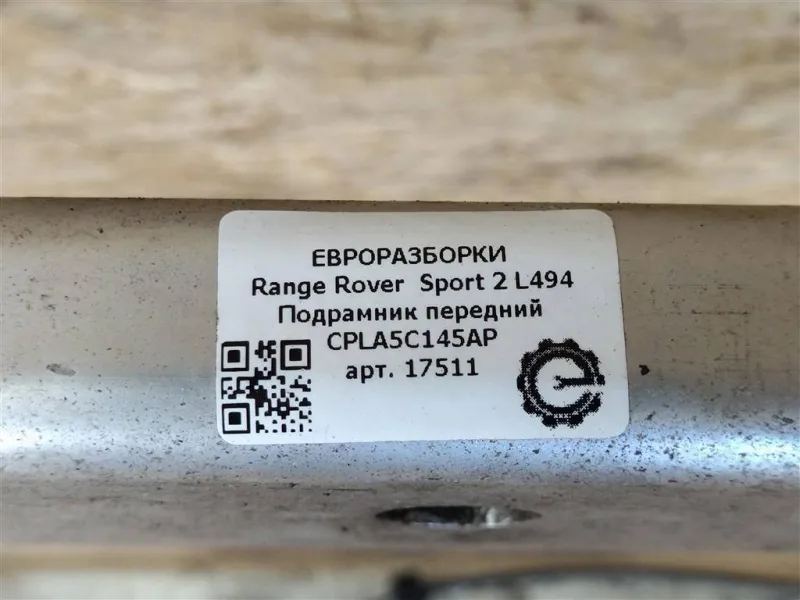 ЕВРОРАЗБОРКИ
Range Rover Sport 2 L494
Подрамник передний
CPLA5C145AP
арт. 17511